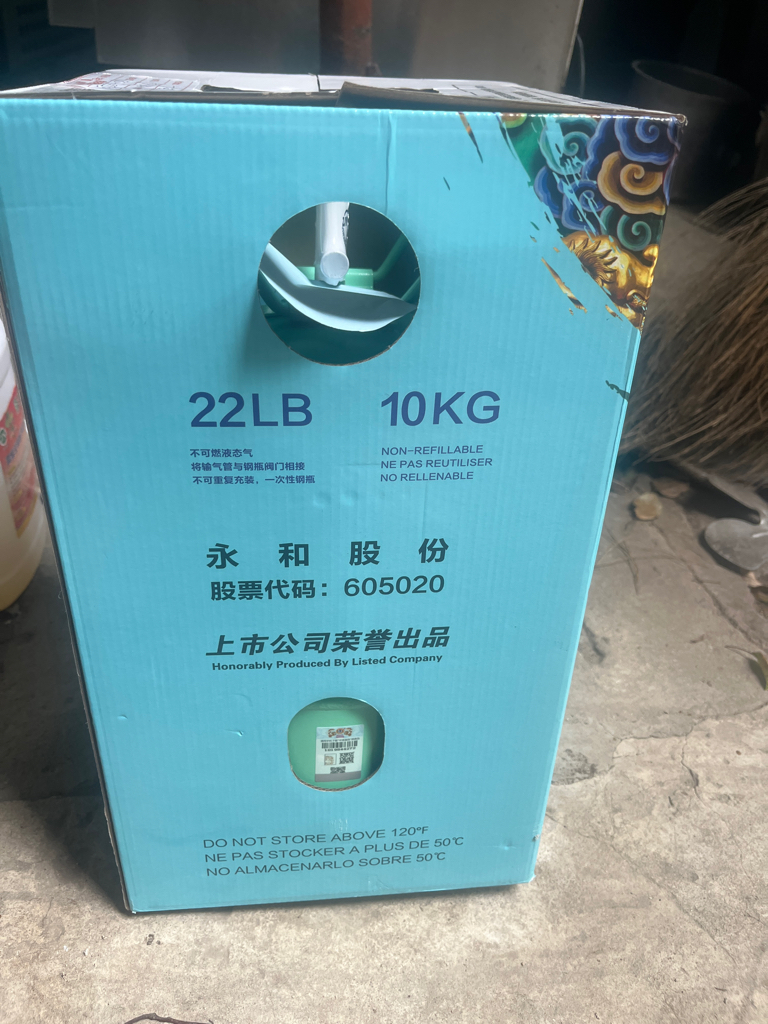 22LB 10KG
不可燃液态气
将输气管与钢瓶阀门相接
不可重复充装，一次性钢瓶
NON-REFILLABLE
NE PAS REUTILISER
NO RELLENABLE
永和股份
股票代码：605020
上市公司荣誉出品
Honorably Produced By Listed Company
DO NOT STORE ABOVE 120°F
NE PAS STOCKER A PLUS DE 50℃
NO ALMACENARLO SOBRE 50℃